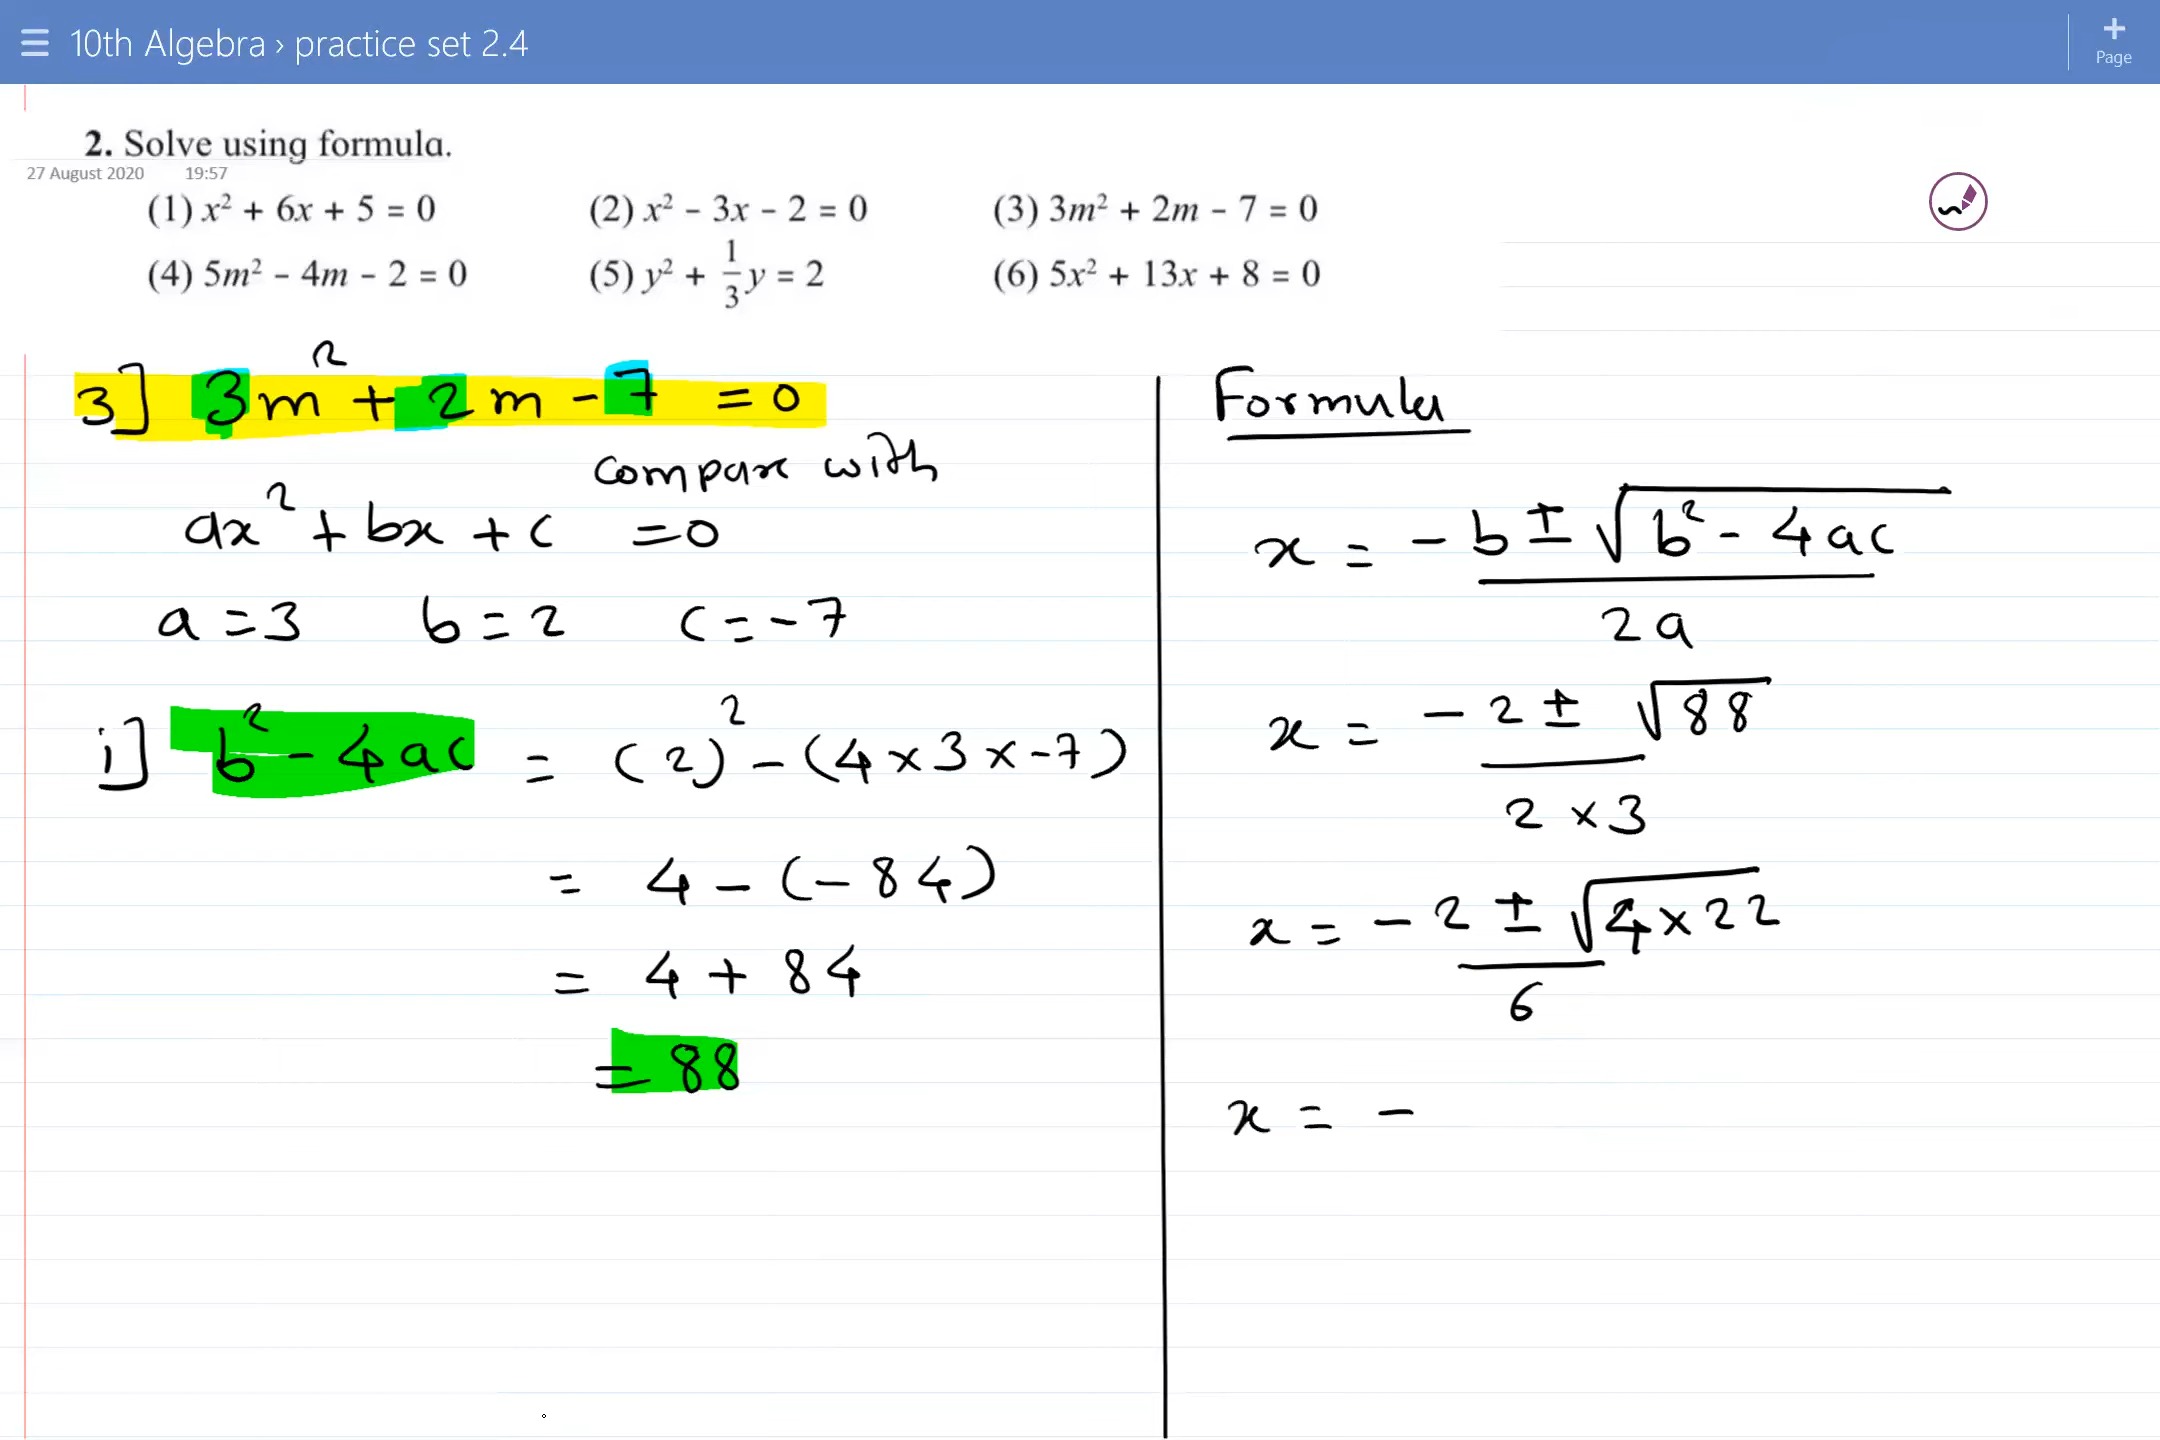 10th Algebra › practice set 2.4
Page
2. Solve using formula.
27 August 2020 19:57
(1) x² + 6x + 5 = 0 (2) x² − 3x − 2 = 0 (3) 3m² + 2m − 7 = 0
(4) 5m² − 4m − 2 = 0 (5) y² + 1/3 y = 2 (6) 5x² + 13x + 8 = 0
3] 3m² + 2m − 7 = 0
compare with
ax² + bx + c = 0
a = 3 b = 2 c = −7
i] b² − 4ac = (2)² − (4 × 3 × −7)
= 4 − (−84)
= 4 + 84
= 88
Formula
x = −b ± √b² − 4ac
2a
x = −2 ± √88
2 × 3
x = −2 ± √4×22
6
x = −